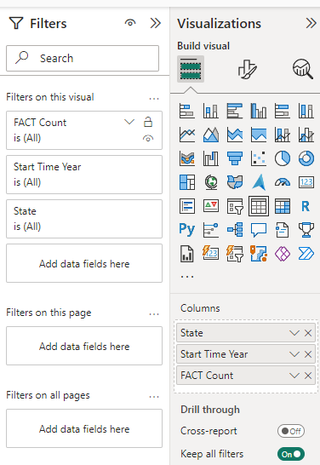 Filters
Search
Filters on this visual
...
FACT Count
is (All)
Start Time Year
is (All)
State
is (All)
Add data fields here
Filters on this page
...
Add data fields here
Filters on all pages
...
Add data fields here
Visualizations
Build visual
123
R
Py
123
...
Columns
State
Start Time Year
FACT Count
Drill through
Cross-report
Off
Keep all filters
On